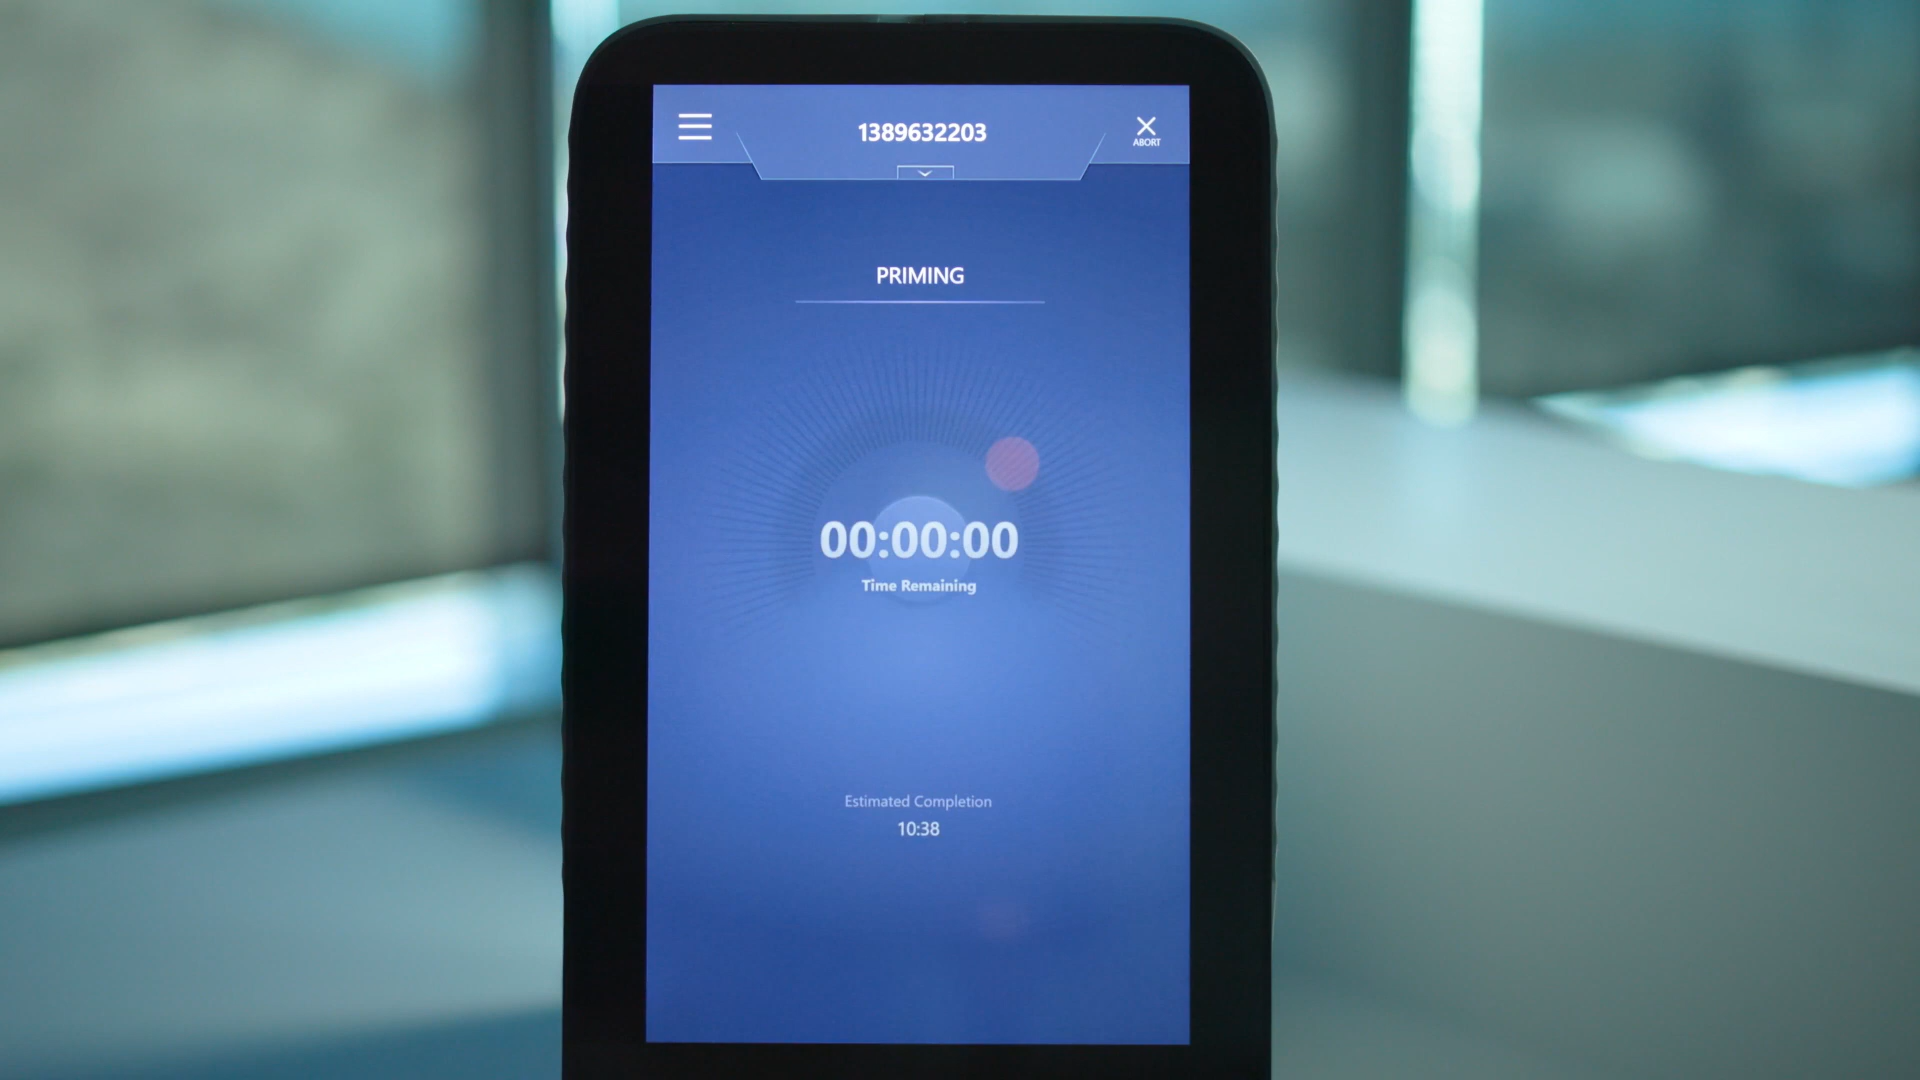 1389632203
ABORT
PRIMING
00:00:00
Time Remaining
Estimated Completion
10:38